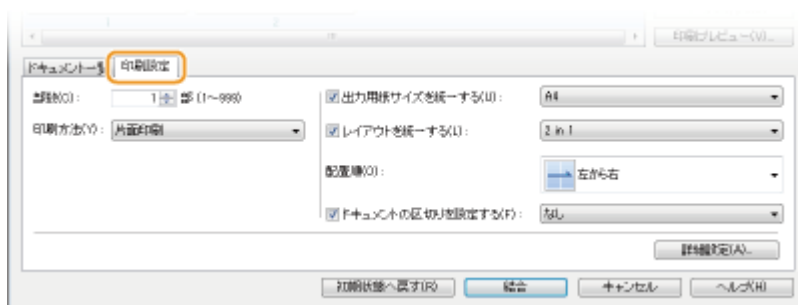 1 2
印刷プレビュー(V)...
ドキュメント一覧 印刷設定
部数(C): 1 部 (1～999) 出力用紙サイズを統一する(U): A4
印刷方法(Y): 片面印刷 レイアウトを統一する(L): 2 in 1
配置順(O): 左から右
ドキュメントの区切りを設定する(F): なし
詳細設定(A)...
初期状態へ戻す(R) 結合 キャンセル ヘルプ(H)